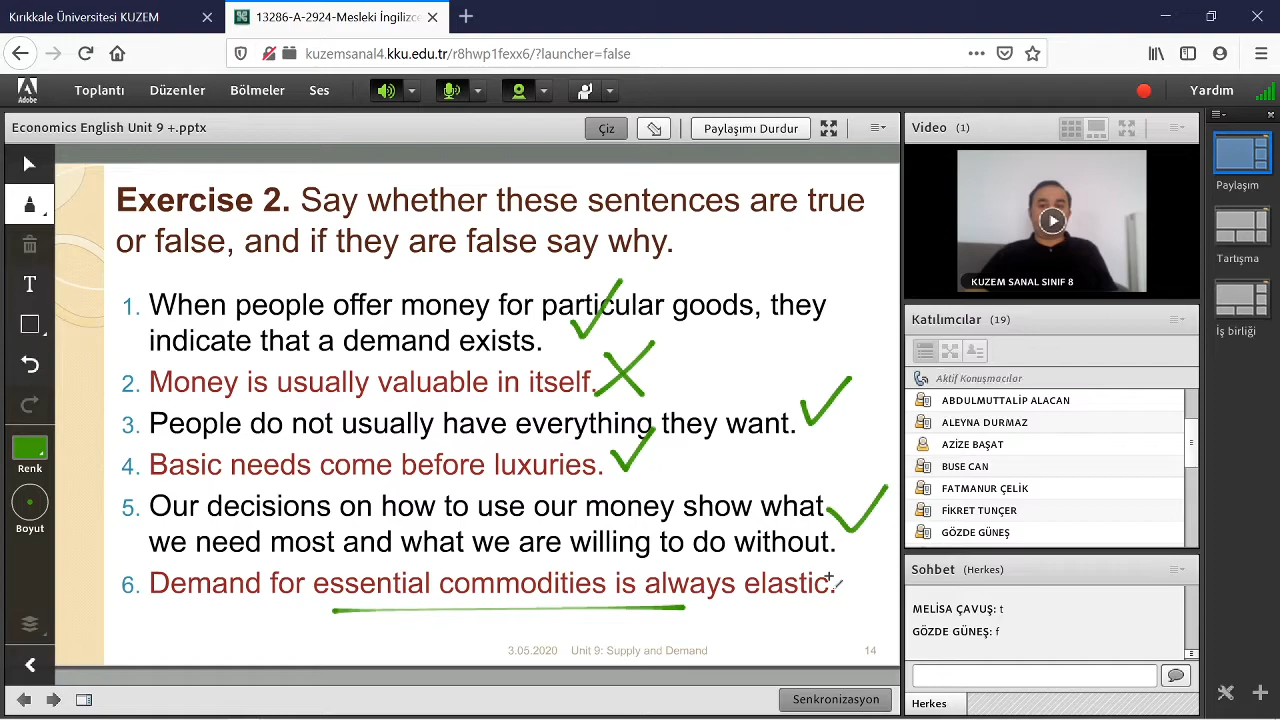 Kırıkkale Üniversitesi KUZEM
13286-A-2924-Mesleki İngilizce
kuzemsanal4.kku.edu.tr/r8hwp1fexx6/?launcher=false
Adobe
Toplantı Düzenler Bölmeler Ses Yardım
Economics English Unit 9 +.pptx
Çiz Paylaşımı Durdur
Exercise 2. Say whether these sentences are true
or false, and if they are false say why.
1. When people offer money for particular goods, they
indicate that a demand exists.
2. Money is usually valuable in itself.
3. People do not usually have everything they want.
4. Basic needs come before luxuries.
5. Our decisions on how to use our money show what
we need most and what we are willing to do without.
6. Demand for essential commodities is always elastic.
3.05.2020 Unit 9: Supply and Demand 14
T
Renk
Boyut
Senkronizasyon
Video (1)
KUZEM SANAL SINIF 8
Katılımcılar (19)
Aktif Konuşmacılar
ABDULMUTTALİP ALACAN
ALEYNA DURMAZ
AZİZE BAŞAT
BUSE CAN
FATMANUR ÇELİK
FİKRET TUNÇER
GÖZDE GÜNEŞ
Sohbet (Herkes)
MELİSA ÇAVUŞ: t
GÖZDE GÜNEŞ: f
Herkes
Paylaşım
Tartışma
İş birliği